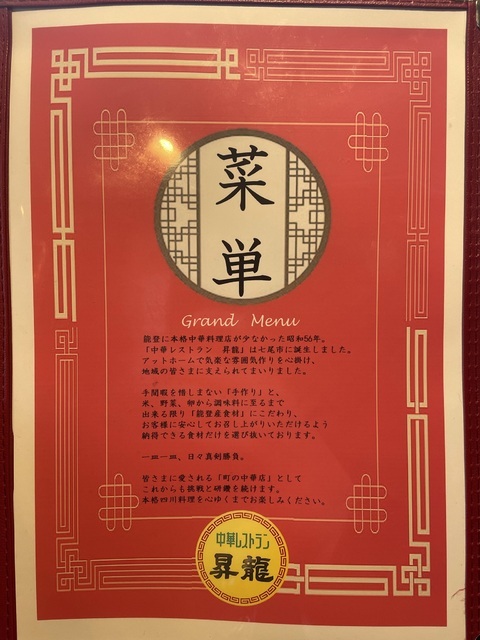 菜
単
Grand Menu
能登に本格中華料理店が少なかった昭和56年。
「中華レストラン 昇龍」は七尾市に誕生しました。
アットホームで気楽な雰囲気作りを心掛け、
地域の皆さまに支えられてまいりました。
手間暇を惜しまない「手作り」と、
米、野菜、卵から調味料に至るまで
出来る限り「能登産食材」にこだわり、
お客様に安心してお召し上がりいただけるよう
納得できる食材だけを選び抜いております。
一皿一皿、日々真剣勝負。
皆さまに愛される「町の中華店」として
これからも挑戦と研鑽を続けます。
本格四川料理を心ゆくまでお楽しみください。
中華レストラン
昇龍